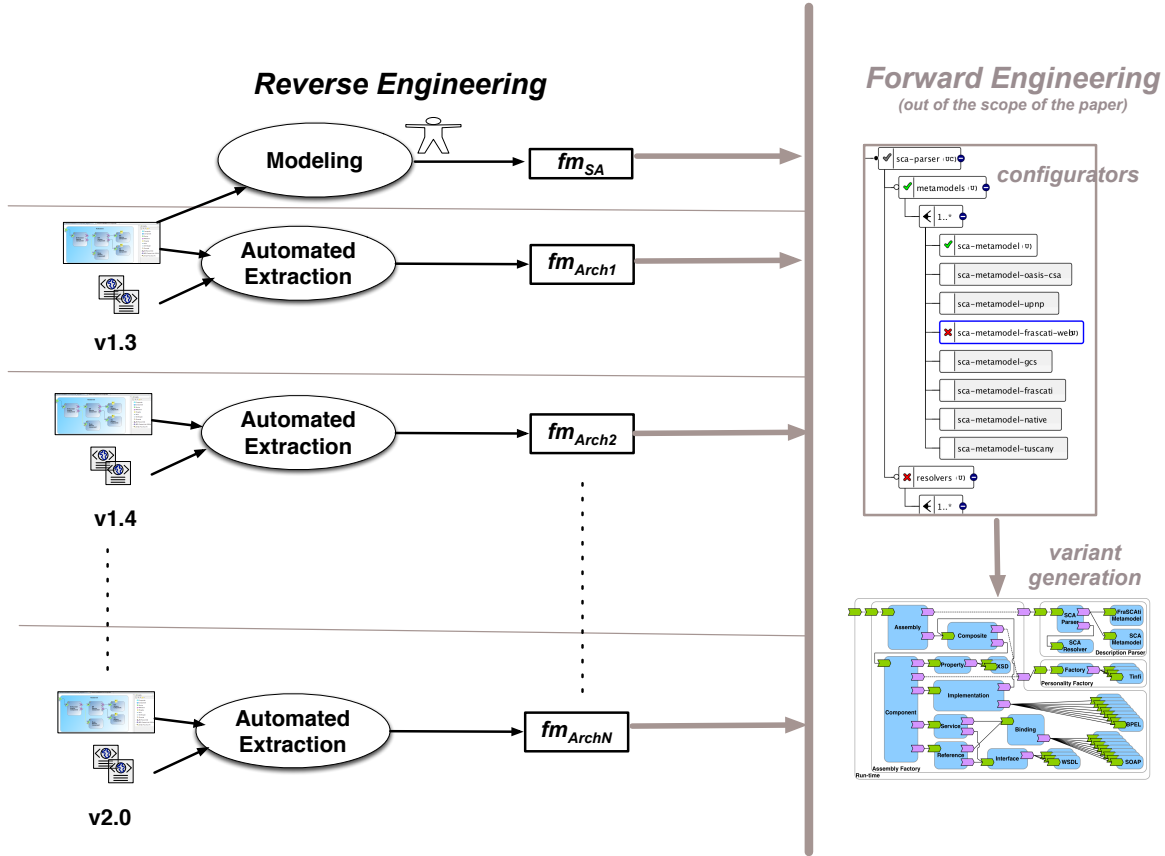 Reverse Engineering
Modeling
fmSA
Automated
Extraction
fmArch1
v1.3
Automated
Extraction
fmArch2
v1.4
Automated
Extraction
fmArchN
v2.0
Forward Engineering
(out of the scope of the paper)
configurators
sca-parser
metamodels (U)
1..*
sca-metamodel (U)
sca-metamodel-oasis-csa
sca-metamodel-upnp
sca-metamodel-frascati-web
sca-metamodel-gcs
sca-metamodel-frascati
sca-metamodel-native
sca-metamodel-tuscany
resolvers (U)
1..*
variant
generation
Assembly
Composite
SCA
Parser
FraSCAti
Metamodel
SCA
Metamodel
SCA
Resolver
Description Parser
Property
XSD
Factory
Tinfi
Personality Factory
Component
Implementation
BPEL
Service
Binding
Reference
Interface
WSDL
SOAP
Assembly Factory
Run-time